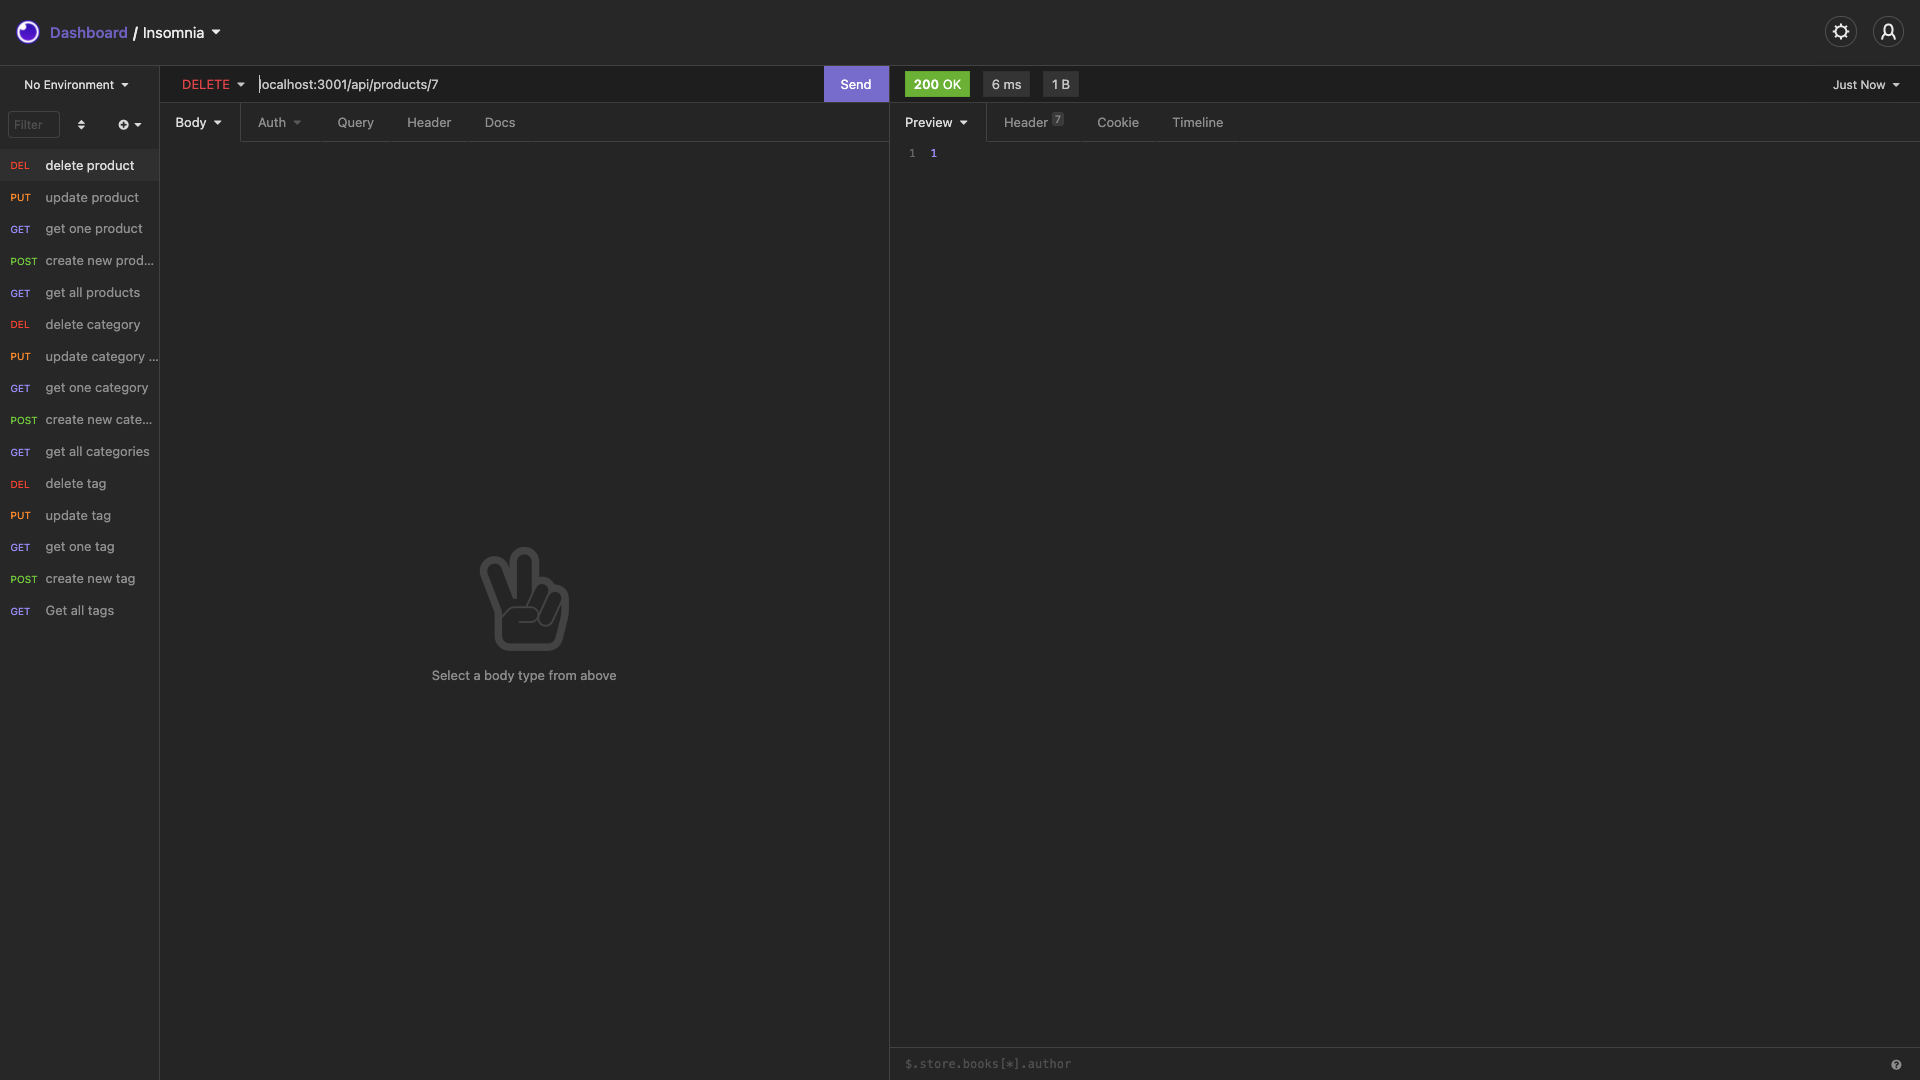 Dashboard / Insomnia
No Environment
DELETE
localhost:3001/api/products/7
Send
200 OK
6 ms
1 B
Just Now
Filter
Body
Auth
Query
Header
Docs
Preview
Header 7
Cookie
Timeline
1 1
DEL delete product
PUT update product
GET get one product
POST create new prod...
GET get all products
DEL delete category
PUT update category ...
GET get one category
POST create new cate...
GET get all categories
DEL delete tag
PUT update tag
GET get one tag
POST create new tag
GET Get all tags
Select a body type from above
$.store.books[*].author